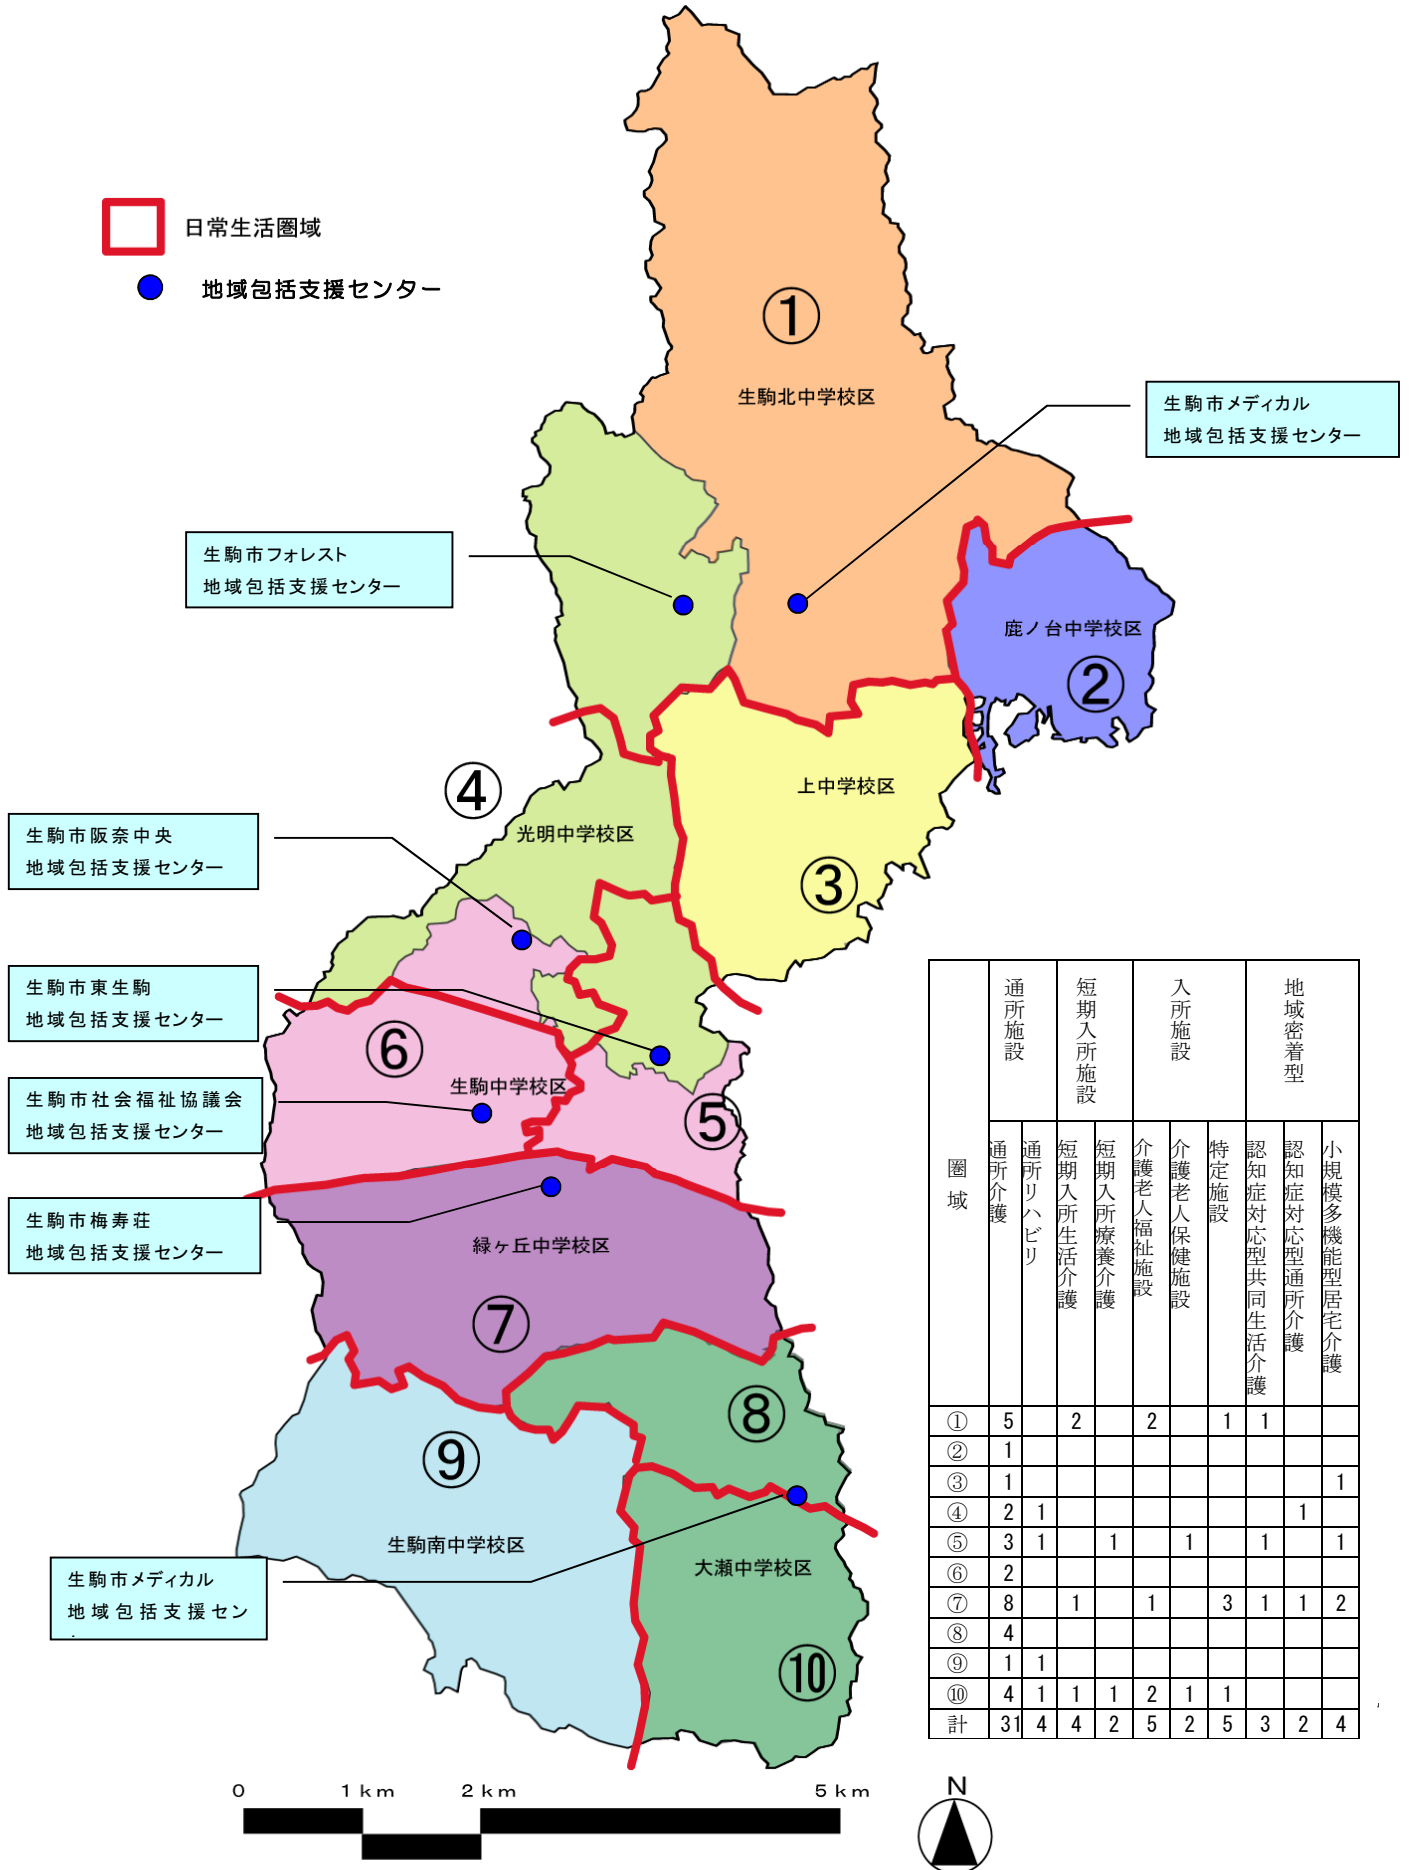 日常生活圏域
地域包括支援センター
①
生駒北中学校区
生駒市メディカル
地域包括支援センター
生駒市フォレスト
地域包括支援センター
鹿ノ台中学校区
②
上中学校区
③
④
光明中学校区
生駒市阪奈中央
地域包括支援センター
生駒市東生駒
地域包括支援センター
⑥
生駒中学校区
⑤
生駒市社会福祉協議会
地域包括支援センター
生駒市梅寿荘
地域包括支援センター
緑ヶ丘中学校区
⑦
⑧
⑨
生駒南中学校区
大瀬中学校区
⑩
生駒市メディカル
地域包括支援セン
圏域 通所施設 短期入所施設 入所施設 地域密着型
通所介護 通所リハビリ 短期入所生活介護 短期入所療養介護 介護老人福祉施設 介護老人保健施設 特定施設 認知症対応型共同生活介護 認知症対応型通所介護 小規模多機能型居宅介護
① 5 2 2 1 1
② 1
③ 1 1
④ 2 1 1
⑤ 3 1 1 1 1 1
⑥ 2
⑦ 8 1 1 3 1 1 2
⑧ 4
⑨ 1 1
⑩ 4 1 1 1 2 1 1
計 31 4 4 2 5 2 5 3 2 4
0 1km 2km 5km
N